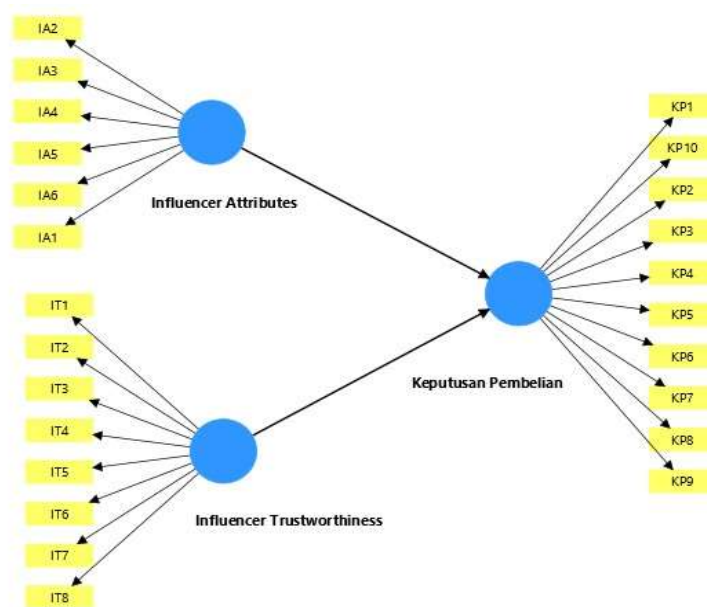 IA2
IA3
IA4
IA5
IA6
IA1
Influencer Attributes
IT1
IT2
IT3
IT4
IT5
IT6
IT7
IT8
Influencer Trustworthiness
KP1
KP10
KP2
KP3
KP4
KP5
KP6
KP7
KP8
KP9
Keputusan Pembelian